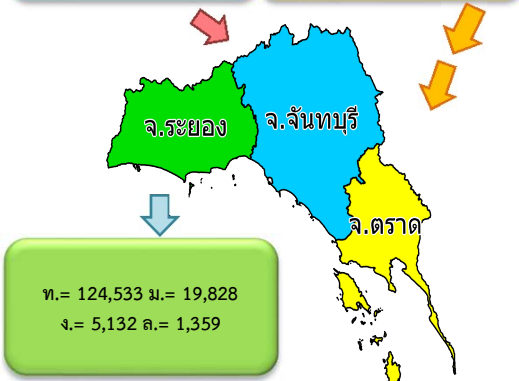 จ.ระยอง
จ.จันทบุรี
จ.ตราด
ท.= 124,533 ม.= 19,828
ง.= 5,132 ล.= 1,359